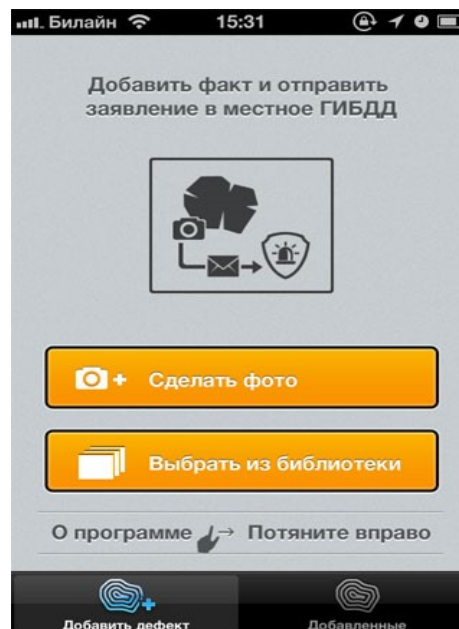 Билайн 15:31
Добавить факт и отправить
заявление в местное ГИБДД
Сделать фото
Выбрать из библиотеки
О программе → Потяните вправо
Добавить дефект Добавленные